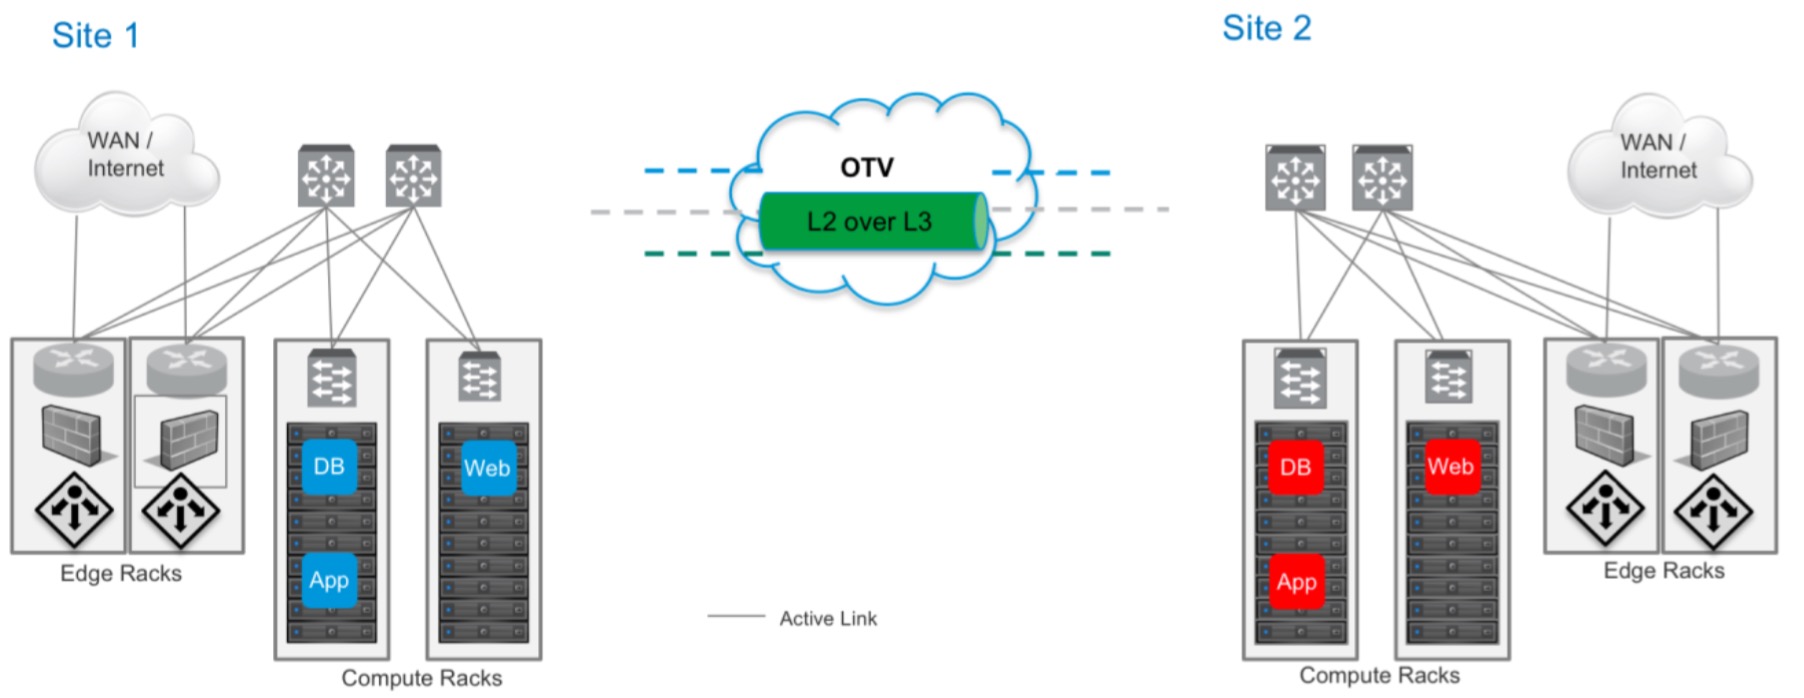 Site 1
Site 2
WAN /
Internet
OTV
L2 over L3
WAN /
Internet
DB
Web
App
Edge Racks
Compute Racks
Active Link
DB
Web
App
Edge Racks
Compute Racks